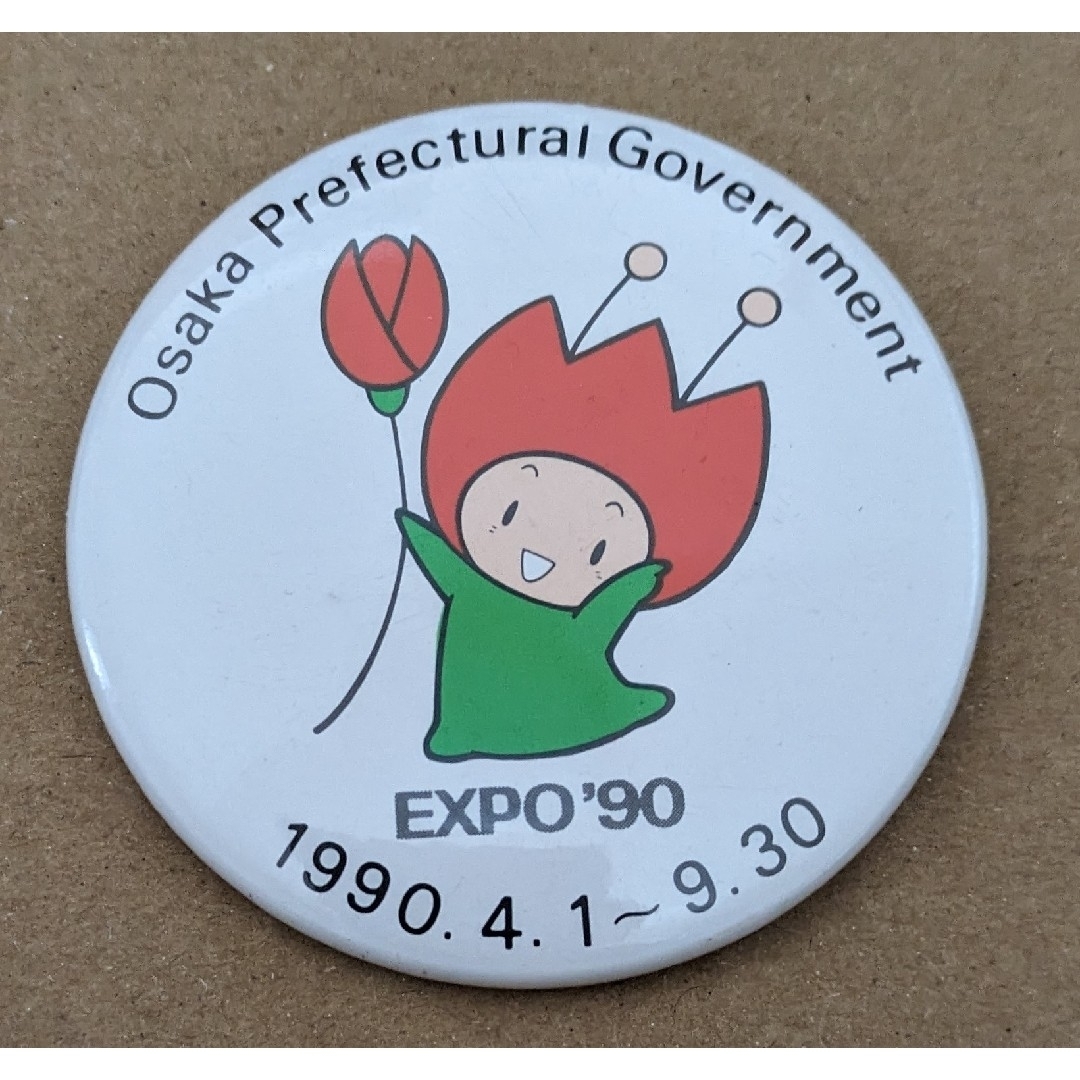 Osaka Prefectural Government
EXPO '90
1990. 4. 1~9. 30